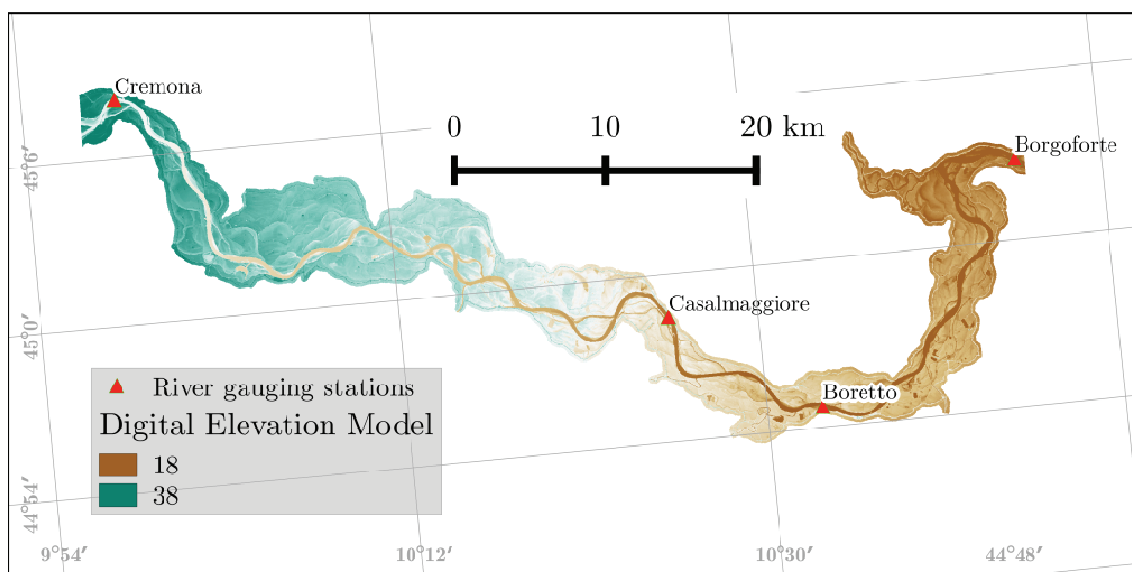 Cremona
0 10 20 km
Borgoforte
45°6′
Casalmaggiore
45°0′
River gauging stations
Boretto
Digital Elevation Model
18
38
44°54′
9°54′ 10°12′ 10°30′ 44°48′